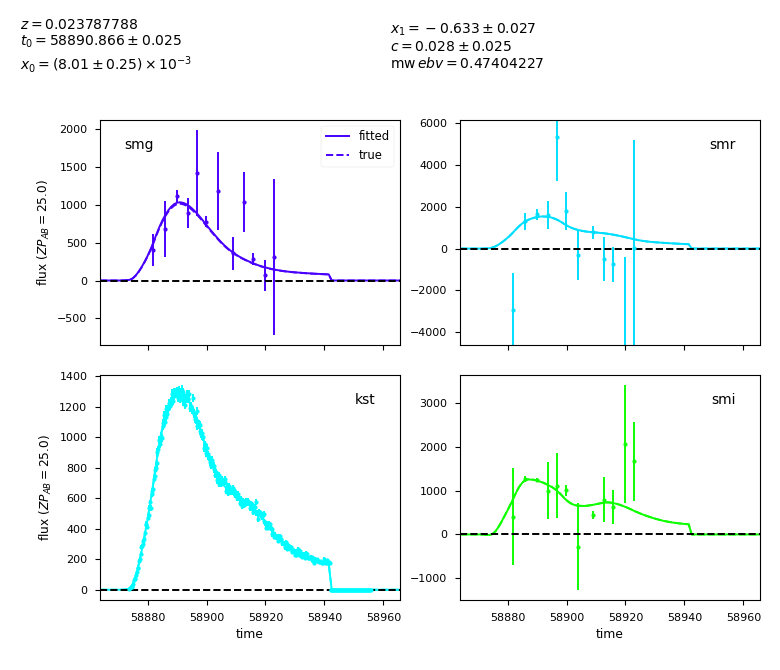 z = 0.023787788
t₀ = 58890.866 ± 0.025
x₀ = (8.01 ± 0.25) × 10⁻³
x₁ = −0.633 ± 0.027
c = 0.028 ± 0.025
mw ebv = 0.47404227
smg
fitted
true
2000
1500
1000
500
0
−500
flux (ZP_AB = 25.0)
smr
6000
4000
2000
0
−2000
−4000
kst
1400
1200
1000
800
600
400
200
0
flux (ZP_AB = 25.0)
58880 58900 58920 58940 58960
time
smi
3000
2000
1000
0
−1000
58880 58900 58920 58940 58960
time